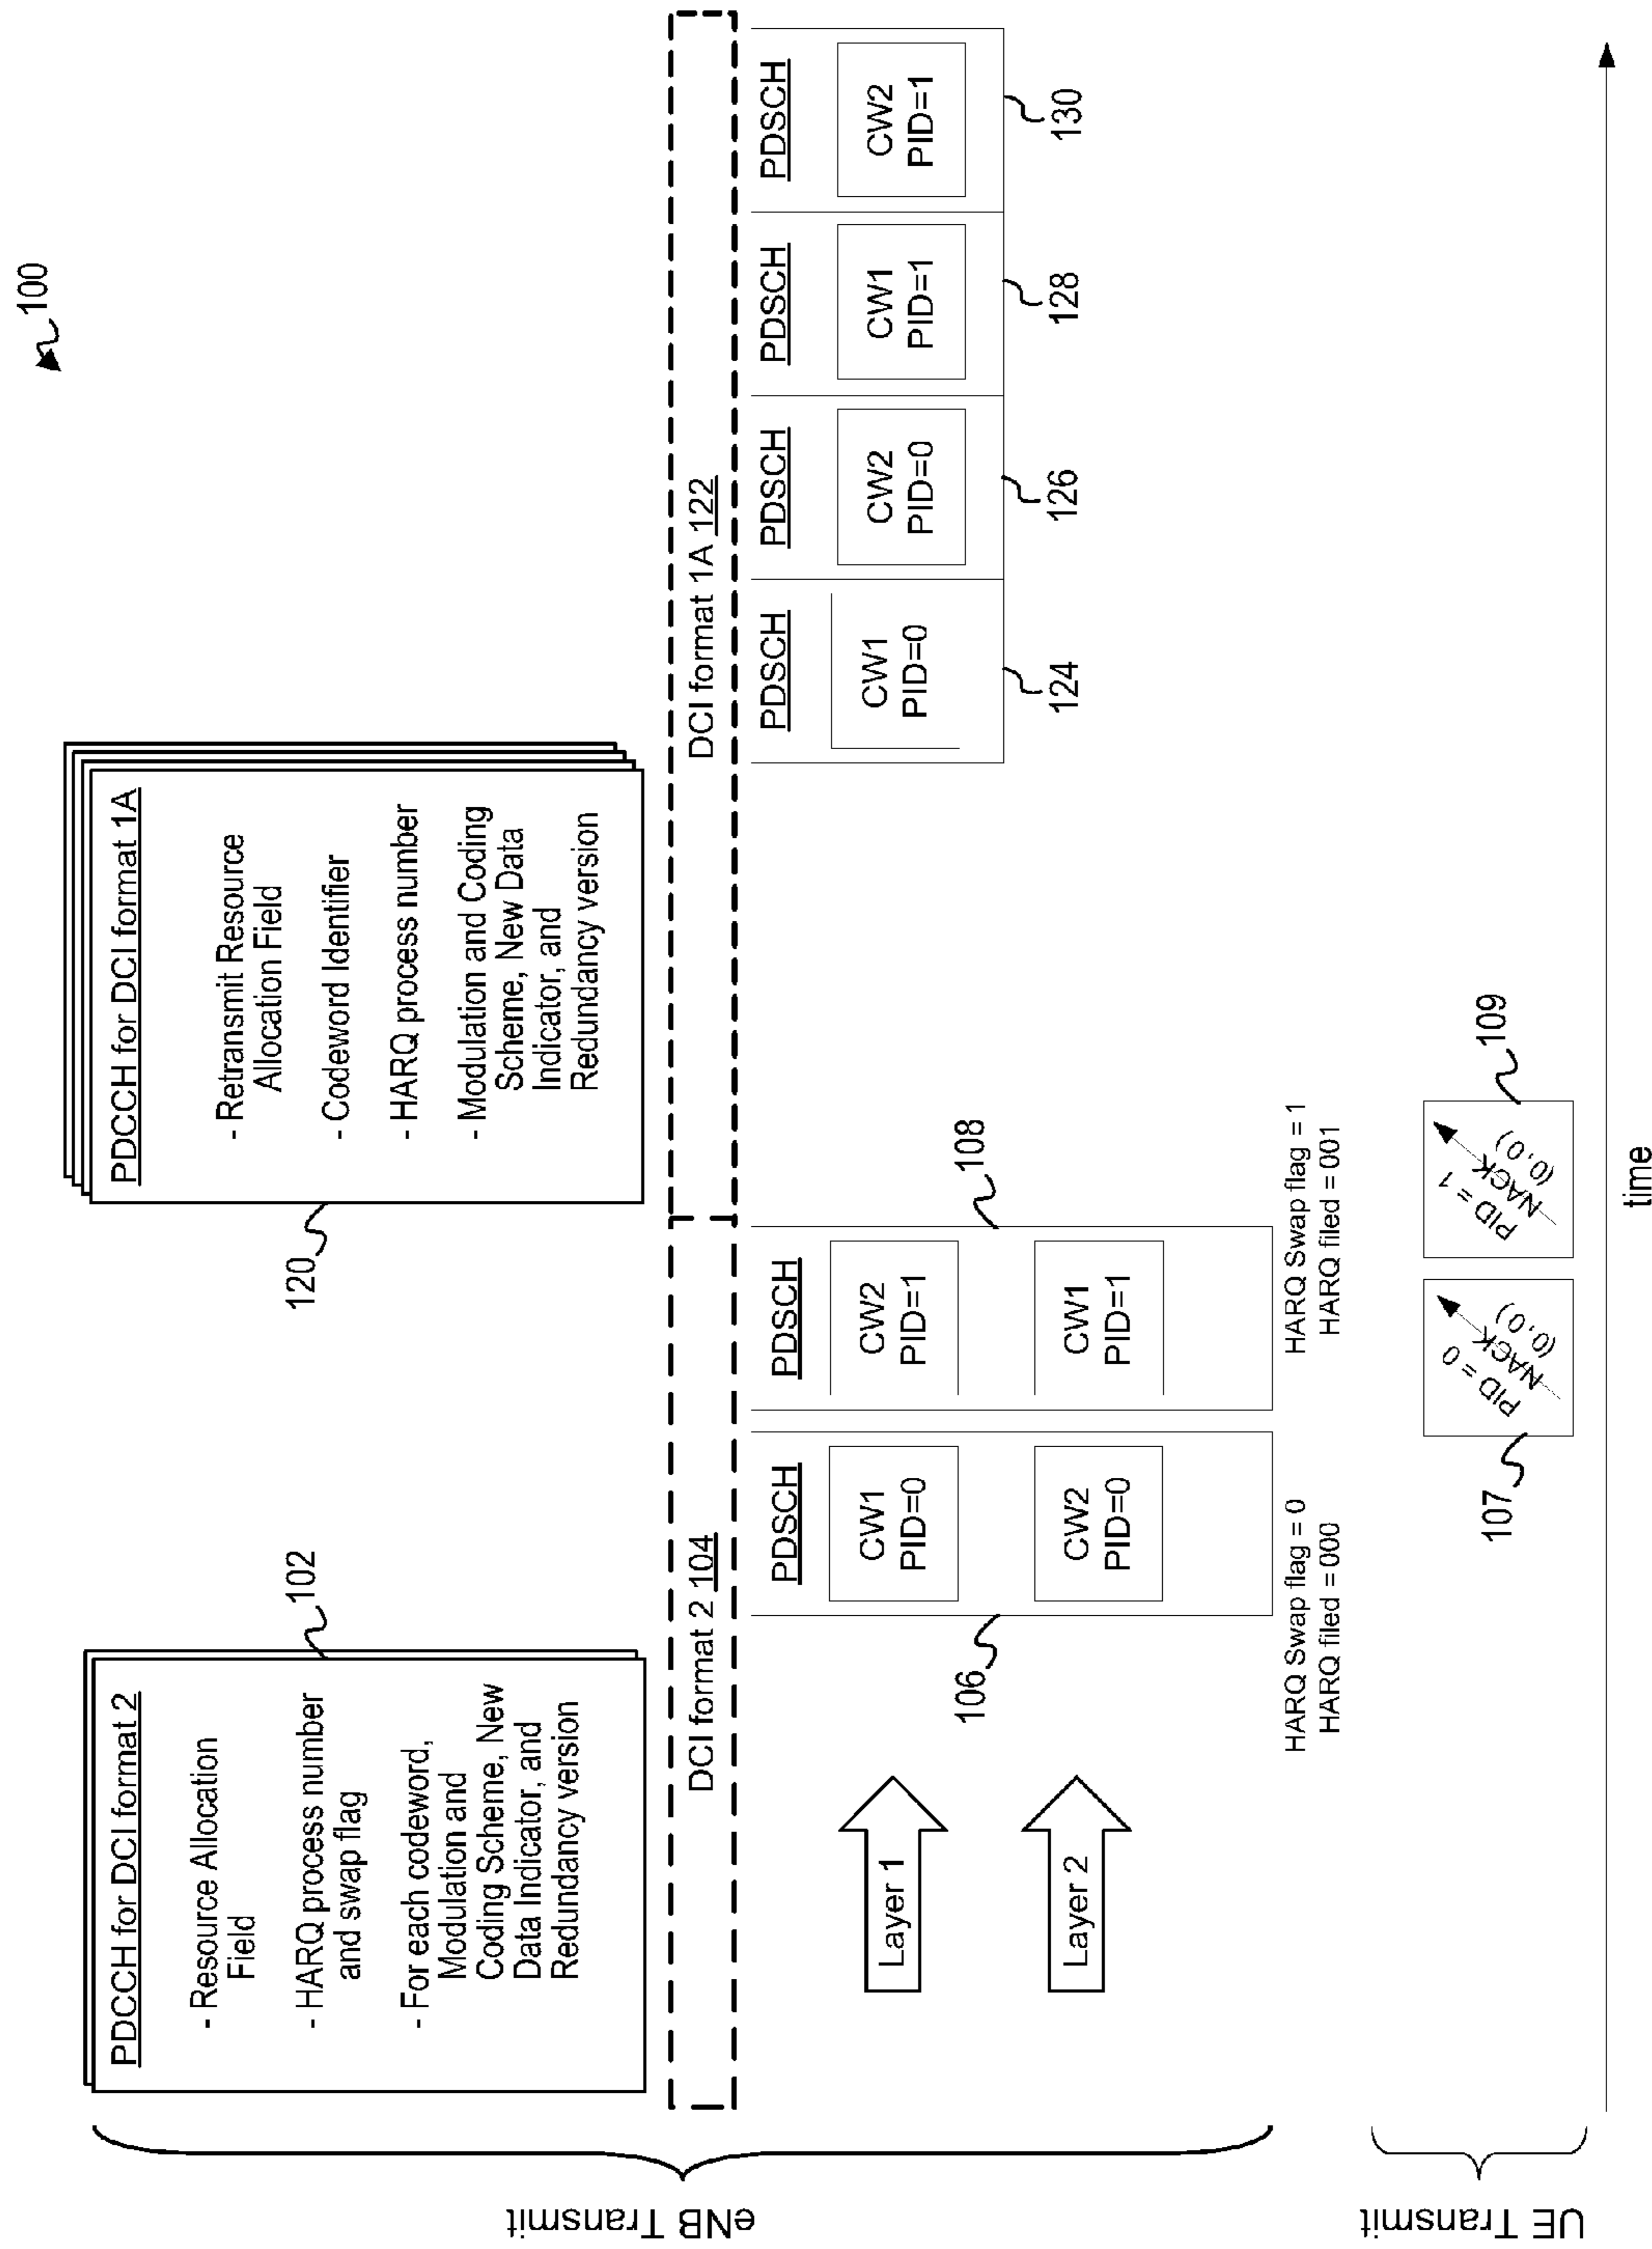 100
PDCCH for DCI format 2
- Resource Allocation
Field
- HARQ process number
and swap flag
- For each codeword,
Modulation and
Coding Scheme, New
Data Indicator, and
Redundancy version
102
PDCCH for DCI format 1A
- Retransmit Resource
Allocation Field
- Codeword Identifier
- HARQ process number
- Modulation and Coding
Scheme, New Data
Indicator, and
Redundancy version
120
eNB Transmit
DCI format 2 104
DCI format 1A 122
Layer 1
Layer 2
PDSCH
CW1
PID=0
CW2
PID=0
106
HARQ Swap flag = 0
HARQ filed = 000
PDSCH
CW2
PID=1
CW1
PID=1
108
HARQ Swap flag = 1
HARQ filed = 001
PDSCH
CW1
PID=0
124
PDSCH
CW2
PID=0
126
PDSCH
CW1
PID=1
128
PDSCH
CW2
PID=1
130
UE Transmit
PID = 0
NACK
(0,0)
107
PID = 1
NACK
(0,0)
109
time